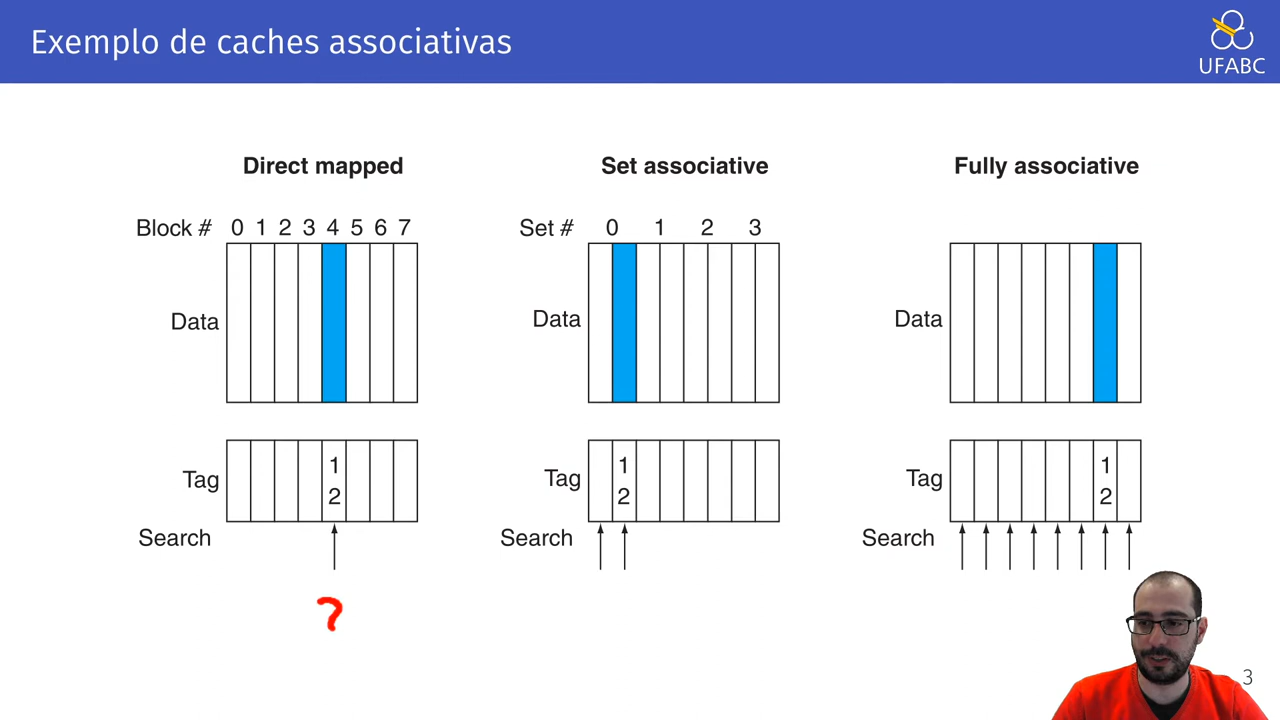 Exemplo de caches associativas
UFABC
Direct mapped
Block # 0 1 2 3 4 5 6 7
Data
Tag
1
2
Search
?
Set associative
Set # 0 1 2 3
Data
Tag
1
2
Search
Fully associative
Data
Tag
1
2
Search
3